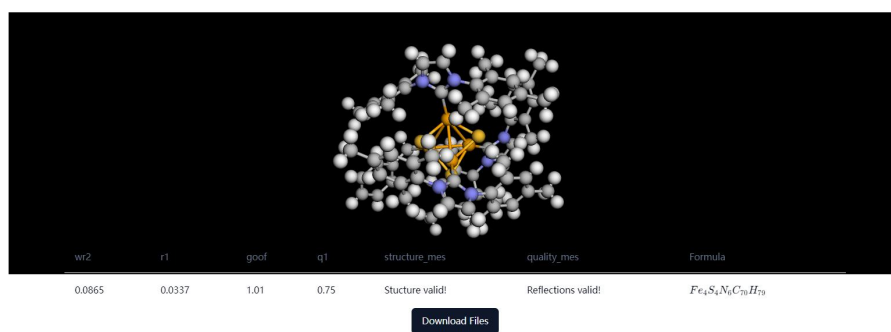 wr2 r1 goof q1 structure_mes quality_mes Formula
0.0865 0.0337 1.01 0.75 Stucture valid! Reflections valid! Fe₄S₄N₆C₇₆H₇₉
Download Files